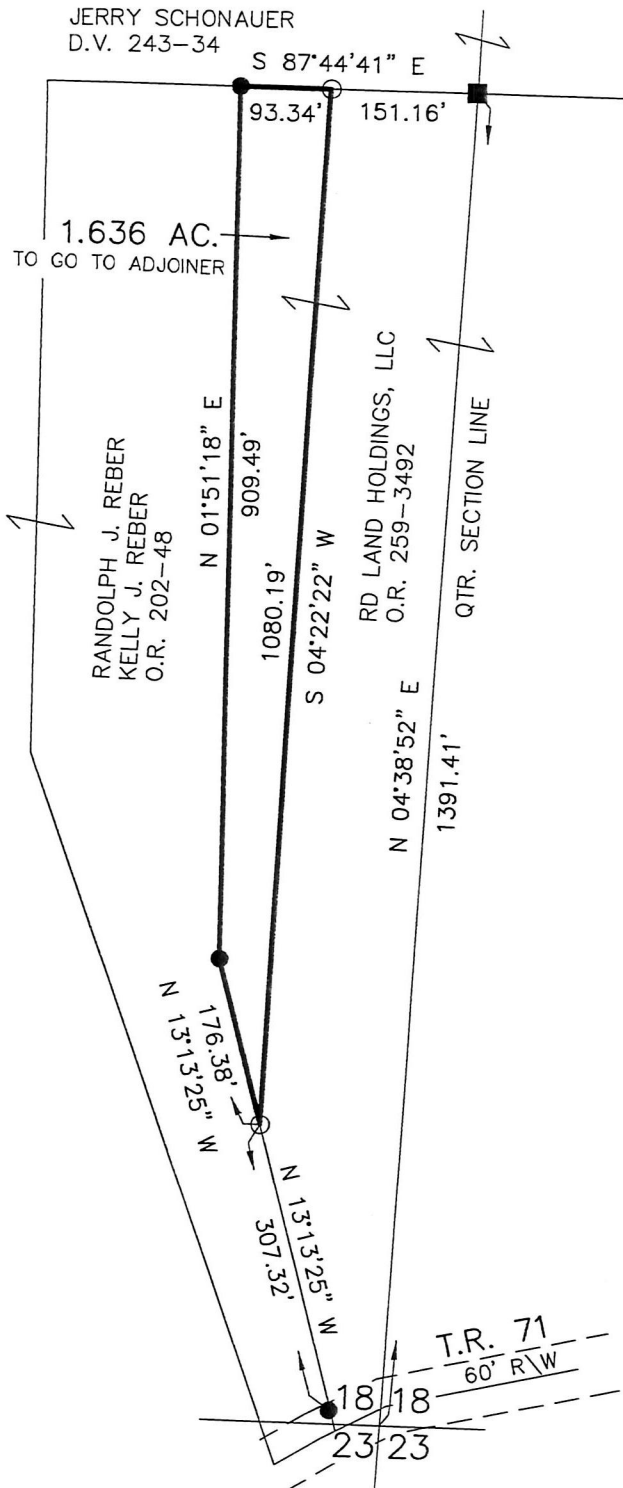 JERRY SCHONAUER
D.V. 243-34
S 87°44'41" E
93.34'
151.16'
1.636 AC.
TO GO TO ADJOINER
RANDOLPH J. REBER
KELLY J. REBER
O.R. 202-48
N 01°51'18" E
909.49'
1080.19'
S 04°22'22" W
RD LAND HOLDINGS, LLC
O.R. 259-3492
QTR. SECTION LINE
N 04°38'52" E
1391.41'
176.38'
N 13°13'25" W
N 13°13'25" W
307.32'
T.R. 71
60' R\W
18 18
23 23